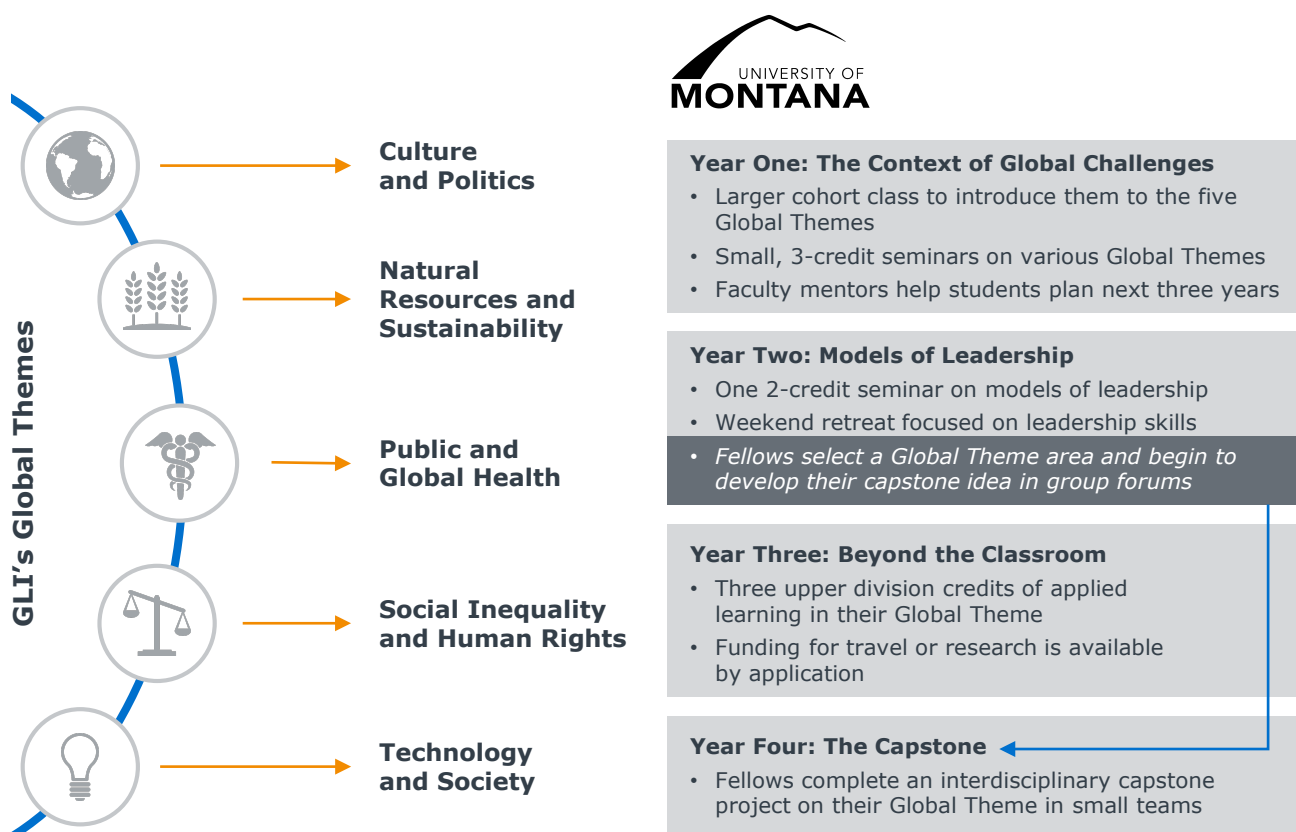 UNIVERSITY OF
MONTANA
GLI's Global Themes
Culture
and Politics
Natural
Resources and
Sustainability
Public and
Global Health
Social Inequality
and Human Rights
Technology
and Society
Year One: The Context of Global Challenges
• Larger cohort class to introduce them to the five
Global Themes
• Small, 3-credit seminars on various Global Themes
• Faculty mentors help students plan next three years
Year Two: Models of Leadership
• One 2-credit seminar on models of leadership
• Weekend retreat focused on leadership skills
• Fellows select a Global Theme area and begin to
develop their capstone idea in group forums
Year Three: Beyond the Classroom
• Three upper division credits of applied
learning in their Global Theme
• Funding for travel or research is available
by application
Year Four: The Capstone
• Fellows complete an interdisciplinary capstone
project on their Global Theme in small teams